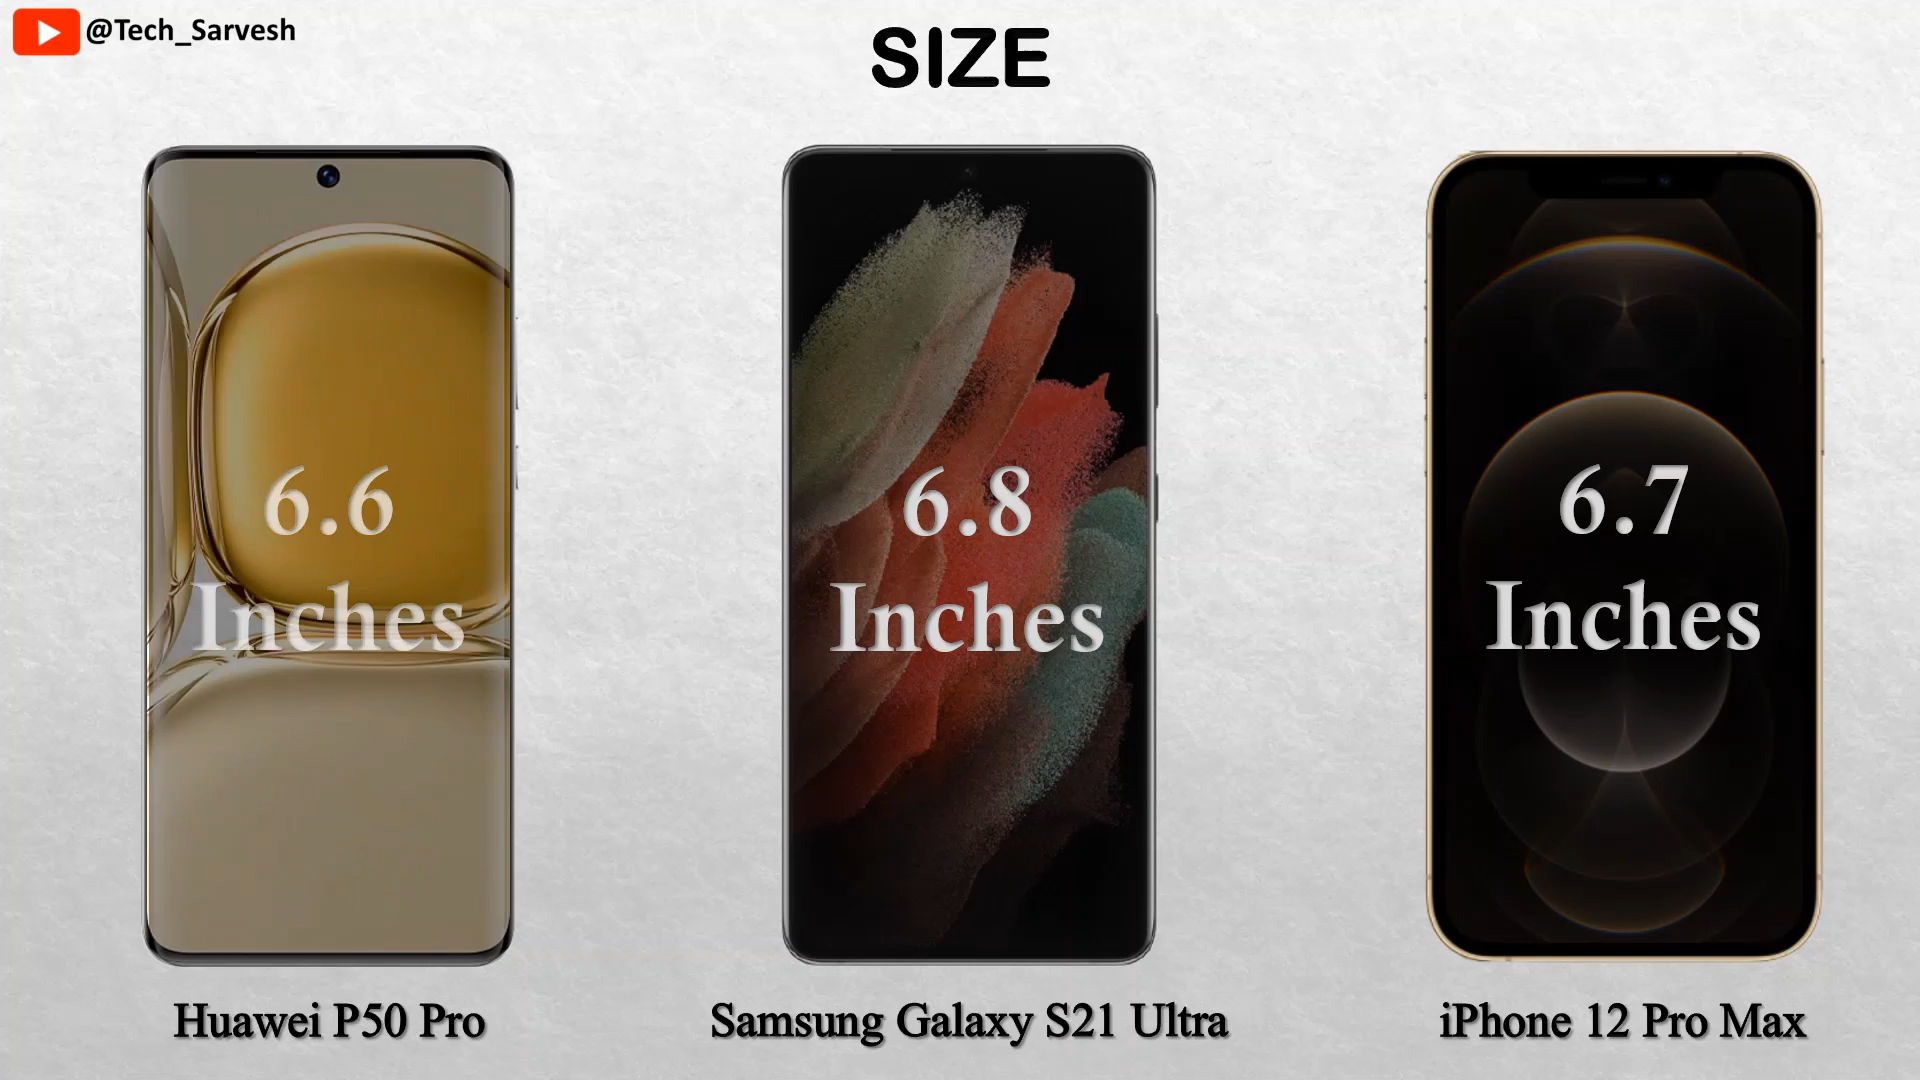 @Tech_Sarvesh
SIZE
6.6
Inches
6.8
Inches
6.7
Inches
Huawei P50 Pro
Samsung Galaxy S21 Ultra
iPhone 12 Pro Max